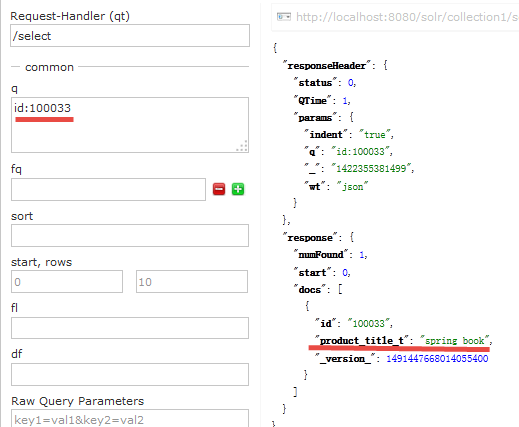 Request-Handler (qt)
/select
common
q
id:100033
fq
sort
start, rows
0
10
fl
df
Raw Query Parameters
key1=val1&key2=val2
http://localhost:8080/solr/collection1/s
{
"responseHeader": {
"status": 0,
"QTime": 1,
"params": {
"indent": "true",
"q": "id:100033",
"_": "1422355381499",
"wt": "json"
}
},
"response": {
"numFound": 1,
"start": 0,
"docs": [
{
"id": "100033",
"product_title_t": "spring book",
"_version_": 1491447668014055400
}
]
}
}